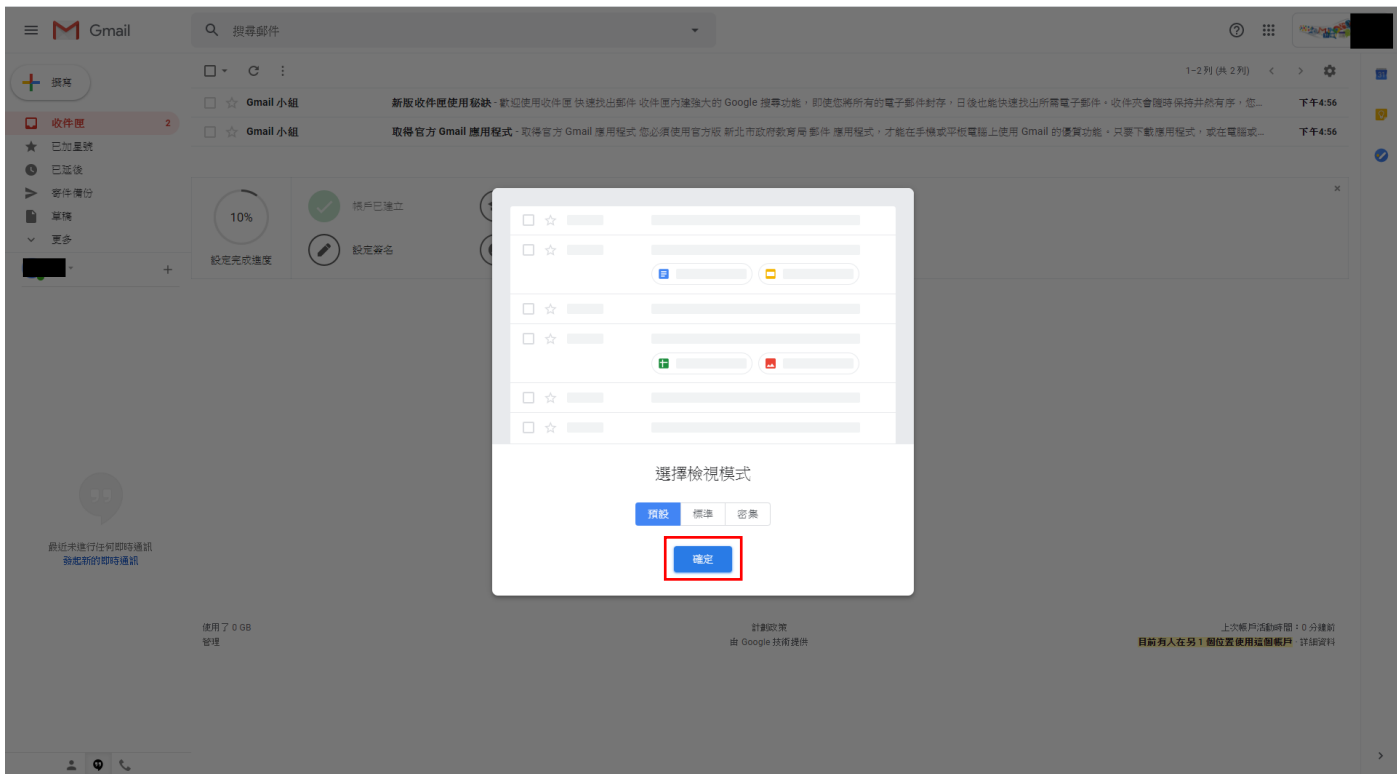 Gmail
搜尋郵件
撰寫
1-2 列 (共 2 列)
Gmail 小組
新版收件匣使用秘訣 - 歡迎使用收件匣 快速找出郵件 收件匣內建強大的 Google 搜尋功能，即使您將所有的電子郵件封存，日後也能快速找出所需電子郵件。收件夾會隨時保持井然有序，您...
下午4:56
Gmail 小組
取得官方 Gmail 應用程式 - 取得官方 Gmail 應用程式 您必須使用官方版 新北市政府教育局 郵件 應用程式，才能在手機或平板電腦上使用 Gmail 的優質功能。只要下載應用程式，或在電腦或...
下午4:56
收件匣 2
已加星號
已延後
寄件備份
草稿
更多
10%
設定完成進度
帳戶已建立
設定簽名
選擇檢視模式
預設 標準 密集
確定
最近未進行任何即時通訊
發起新的即時通訊
使用了 0 GB
管理
計劃政策
由 Google 技術提供
上次帳戶活動時間：0 分鐘前
目前有人在另 1 個位置使用這個帳戶 · 詳細資料